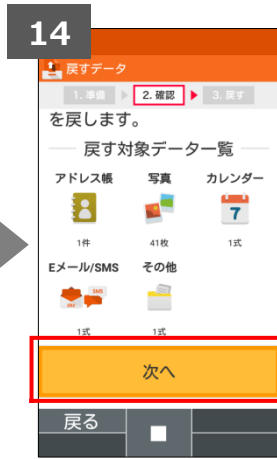 14
戻すデータ
1. 準備 2. 確認 3. 戻す
を戻します。
戻す対象データ一覧
アドレス帳 写真 カレンダー
7
1件 41枚 1式
Eメール/SMS その他
SMS
1式 1式
次へ
戻る